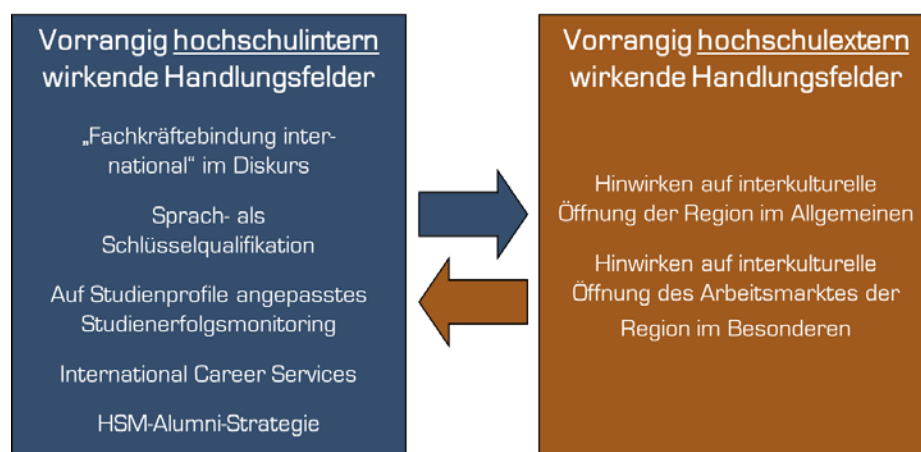 Vorrangig hochschulintern
wirkende Handlungsfelder
„Fachkräftebindung inter-
national“ im Diskurs
Sprach- als
Schlüsselqualifikation
Auf Studienprofile angepasstes
Studienerfolgsmonitoring
International Career Services
HSM-Alumni-Strategie
Vorrangig hochschulextern
wirkende Handlungsfelder
Hinwirken auf interkulturelle
Öffnung der Region im Allgemeinen
Hinwirken auf interkulturelle
Öffnung des Arbeitsmarktes der
Region im Besonderen